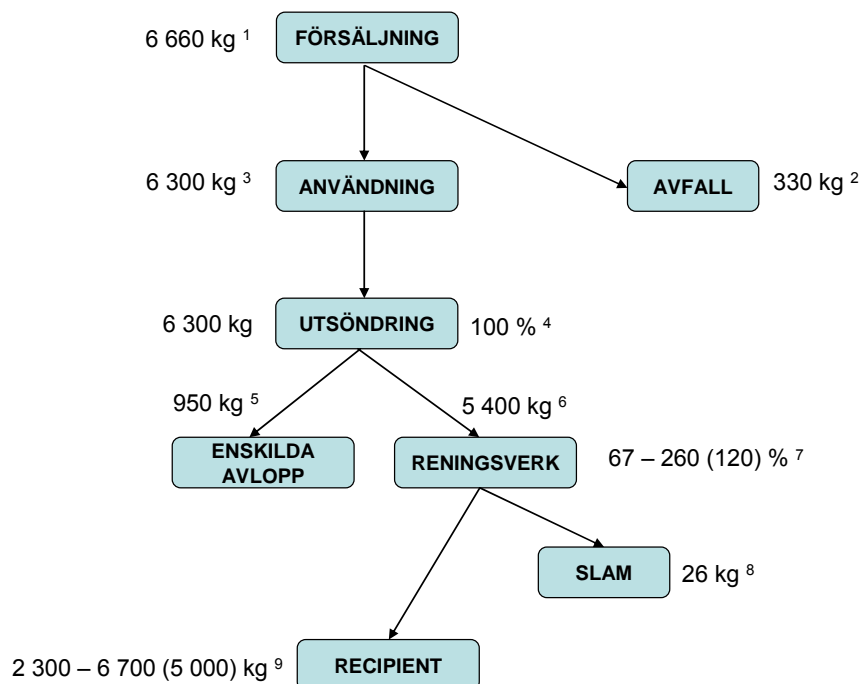 6 660 kg ¹ FÖRSÄLJNING
6 300 kg ³ ANVÄNDNING AVFALL 330 kg ²
6 300 kg UTSÖNDRING 100 % ⁴
950 kg ⁵ 5 400 kg ⁶
ENSKILDA
AVLOPP
RENINGSVERK 67 – 260 (120) % ⁷
SLAM 26 kg ⁸
2 300 – 6 700 (5 000) kg ⁹ RECIPIENT